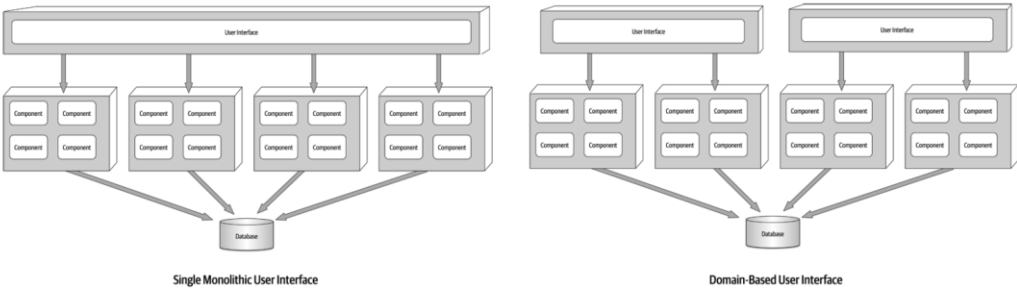 User Interface
User Interface
User Interface
Component Component Component Component Component Component Component Component
Component Component Component Component Component Component Component Component
Component Component Component Component Component Component Component Component
Component Component Component Component Component Component Component Component
Database
Database
Single Monolithic User Interface
Domain-Based User Interface